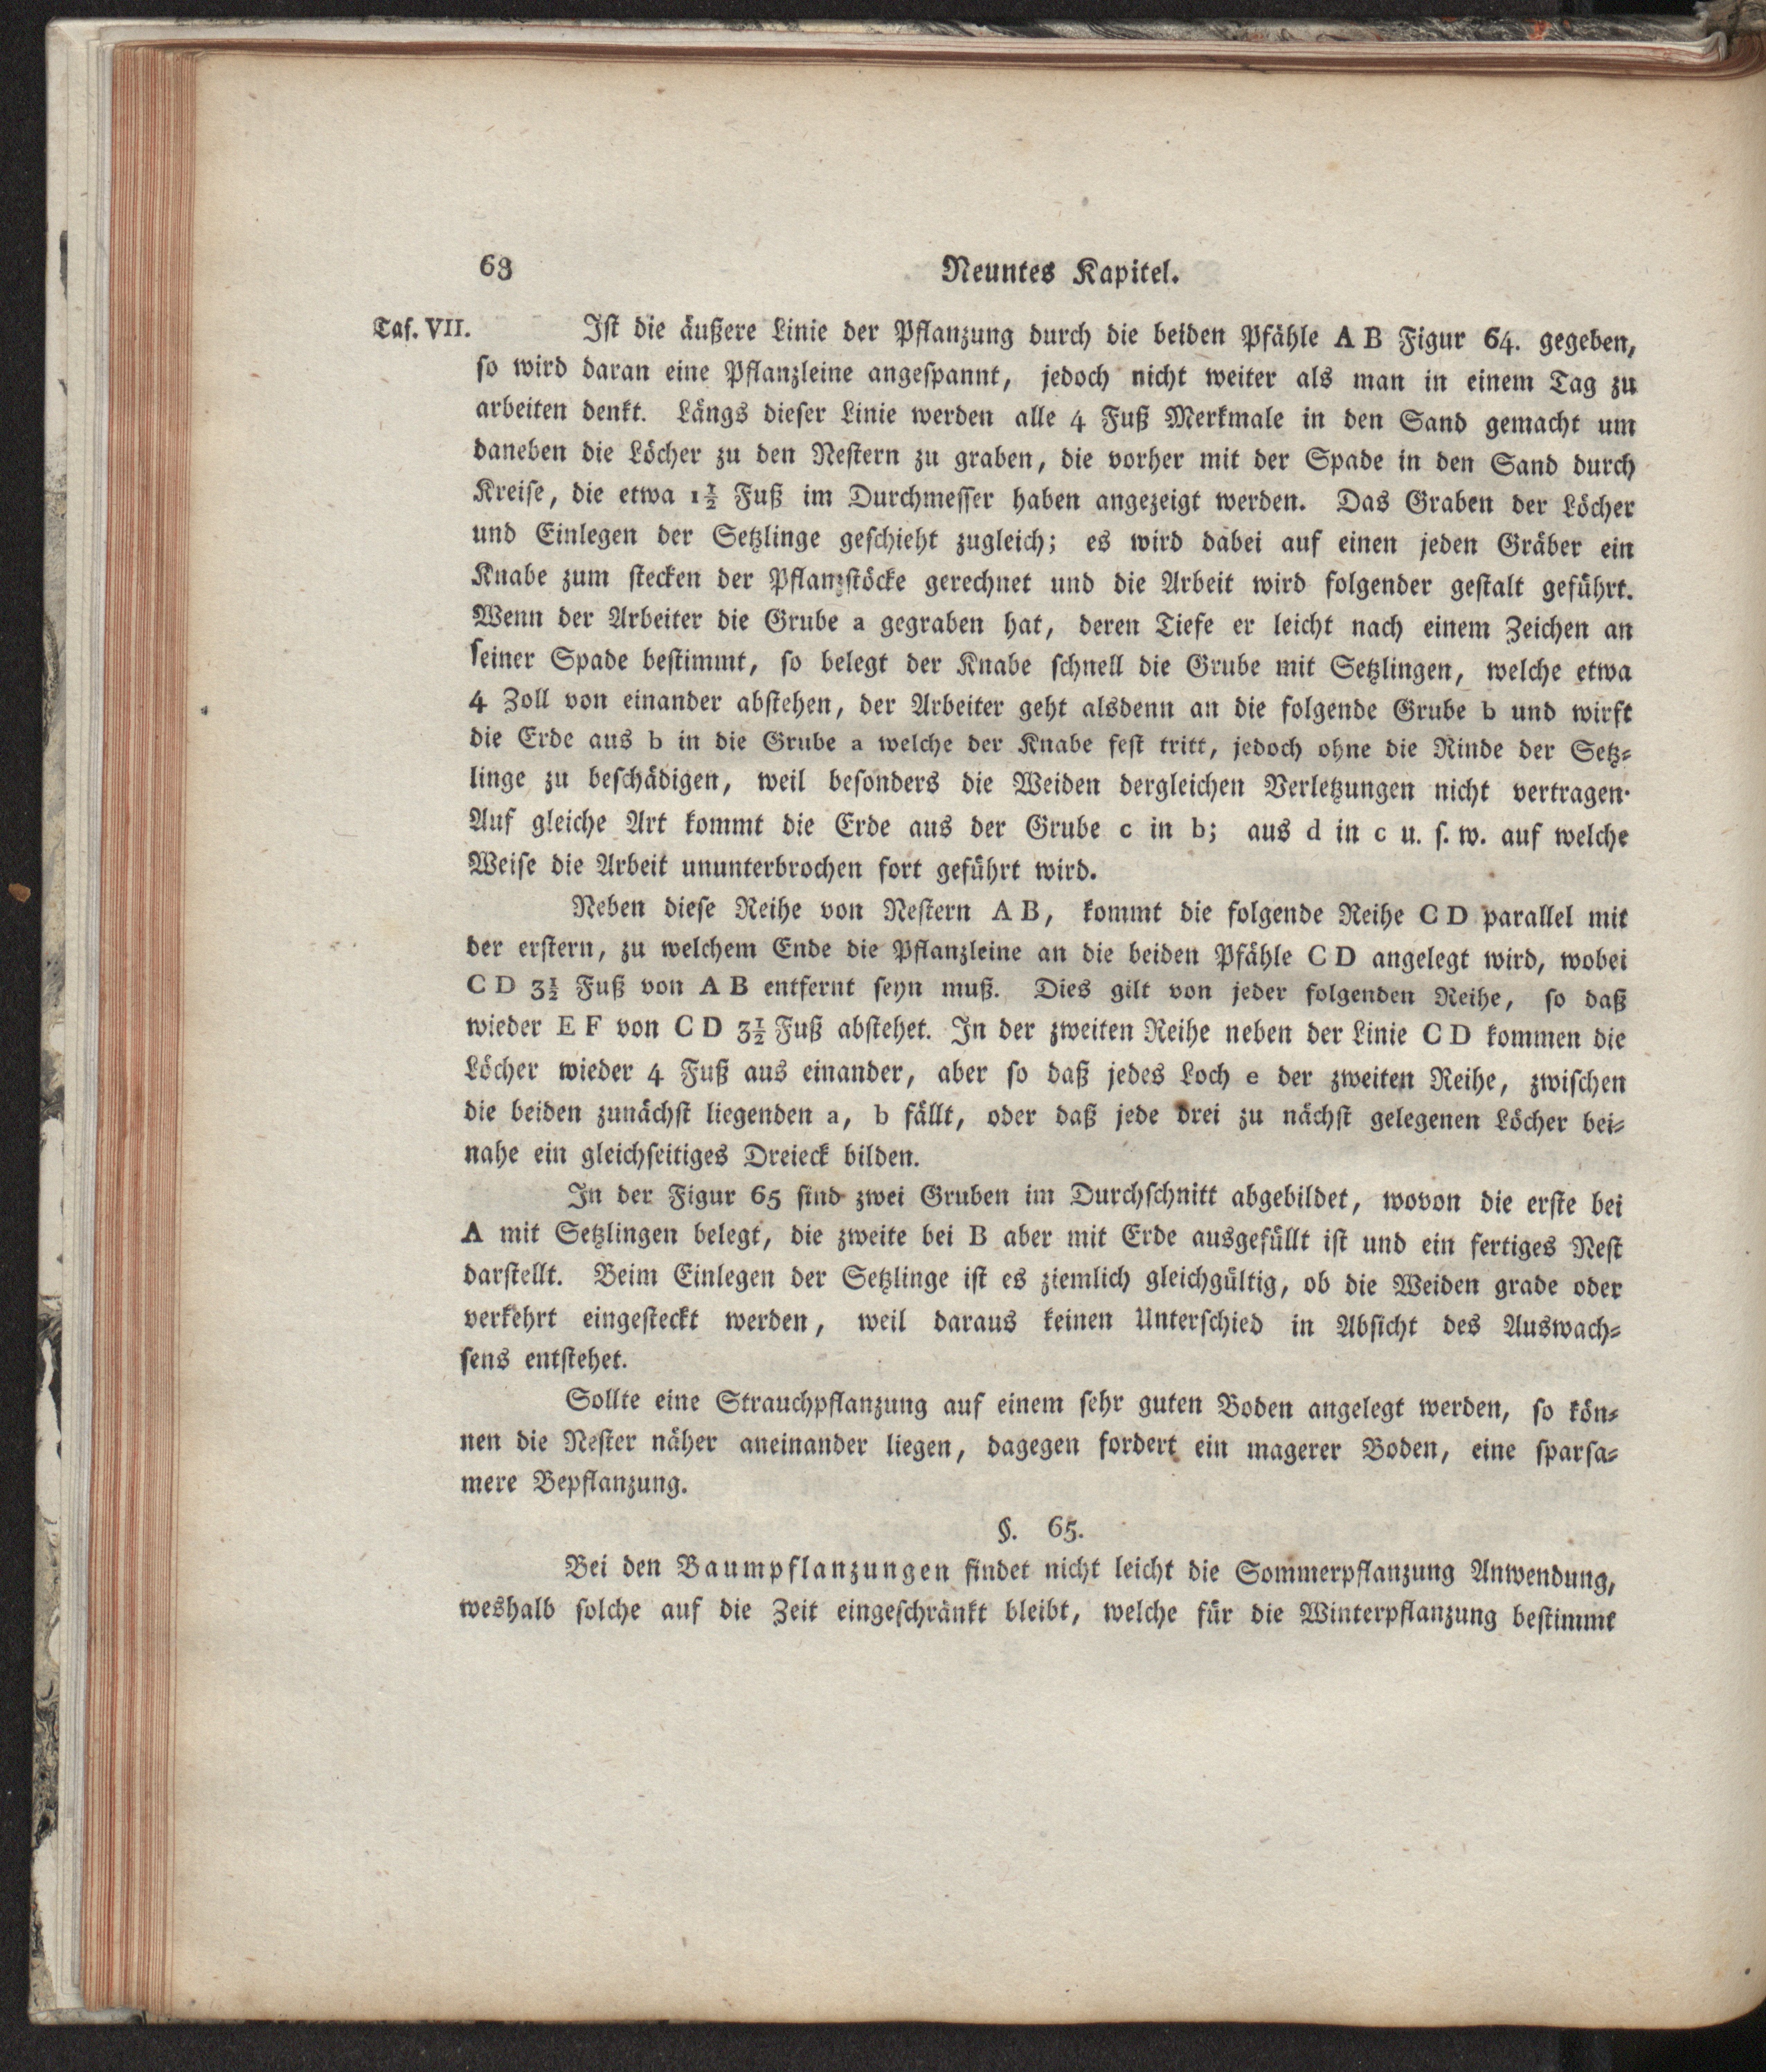 68 Neuntes Kapitel.
Taf. VII. Iſt die äußere Linie der Pflanzung durch die beiden Pfähle A B Figur 64. gegeben,
ſo wird daran eine Pflanzleine angeſpannt, jedoch nicht weiter als man in einem Tag zu
arbeiten denkt. Längs dieſer Linie werden alle 4 Fuß Merkmale in den Sand gemacht um
daneben die Löcher zu den Neſtern zu graben, die vorher mit der Spade in den Sand durch
Kreiſe, die etwa 1½ Fuß im Durchmeſſer haben angezeigt werden. Das Graben der Löcher
und Einlegen der Setzlinge geſchieht zugleich; es wird dabei auf einen jeden Gräber ein
Knabe zum ſtecken der Pflanzſtöcke gerechnet und die Arbeit wird folgender geſtalt geführt.
Wenn der Arbeiter die Grube a gegraben hat, deren Tiefe er leicht nach einem Zeichen an
ſeiner Spade beſtimmt, ſo belegt der Knabe ſchnell die Grube mit Setzlingen, welche etwa
4 Zoll von einander abſtehen, der Arbeiter geht alsdenn an die folgende Grube b und wirft
die Erde aus b in die Grube a welche der Knabe feſt tritt, jedoch ohne die Rinde der Setz⸗
linge zu beſchädigen, weil beſonders die Weiden dergleichen Verletzungen nicht vertragen.
Auf gleiche Art kommt die Erde aus der Grube c in b; aus d in c u. ſ. w. auf welche
Weiſe die Arbeit ununterbrochen fort geführt wird.
Neben dieſe Reihe von Neſtern A B, kommt die folgende Reihe C D parallel mit
der erſtern, zu welchem Ende die Pflanzleine an die beiden Pfähle C D angelegt wird, wobei
C D 3½ Fuß von A B entfernt ſeyn muß. Dies gilt von jeder folgenden Reihe, ſo daß
wieder E F von C D 3½ Fuß abſtehet. In der zweiten Reihe neben der Linie C D kommen die
Löcher wieder 4 Fuß aus einander, aber ſo daß jedes Loch e der zweiten Reihe, zwiſchen
die beiden zunächſt liegenden a, b fällt, oder daß jede drei zu nächſt gelegenen Löcher bei⸗
nahe ein gleichſeitiges Dreieck bilden.
In der Figur 65 ſind zwei Gruben im Durchſchnitt abgebildet, wovon die erſte bei
A mit Setzlingen belegt, die zweite bei B aber mit Erde ausgefüllt iſt und ein fertiges Neſt
darſtellt. Beim Einlegen der Setzlinge iſt es ziemlich gleichgültig, ob die Weiden grade oder
verkehrt eingeſteckt werden, weil daraus keinen Unterſchied in Abſicht des Auswach⸗
ſens entſtehet.
Sollte eine Strauchpflanzung auf einem ſehr guten Boden angelegt werden, ſo kön⸗
nen die Neſter näher aneinander liegen, dagegen fordert ein magerer Boden, eine ſparſa⸗
mere Bepflanzung.
§. 65.
Bei den Baumpflanzungen findet nicht leicht die Sommerpflanzung Anwendung,
weshalb ſolche auf die Zeit eingeſchränkt bleibt, welche für die Winterpflanzung beſtimmt